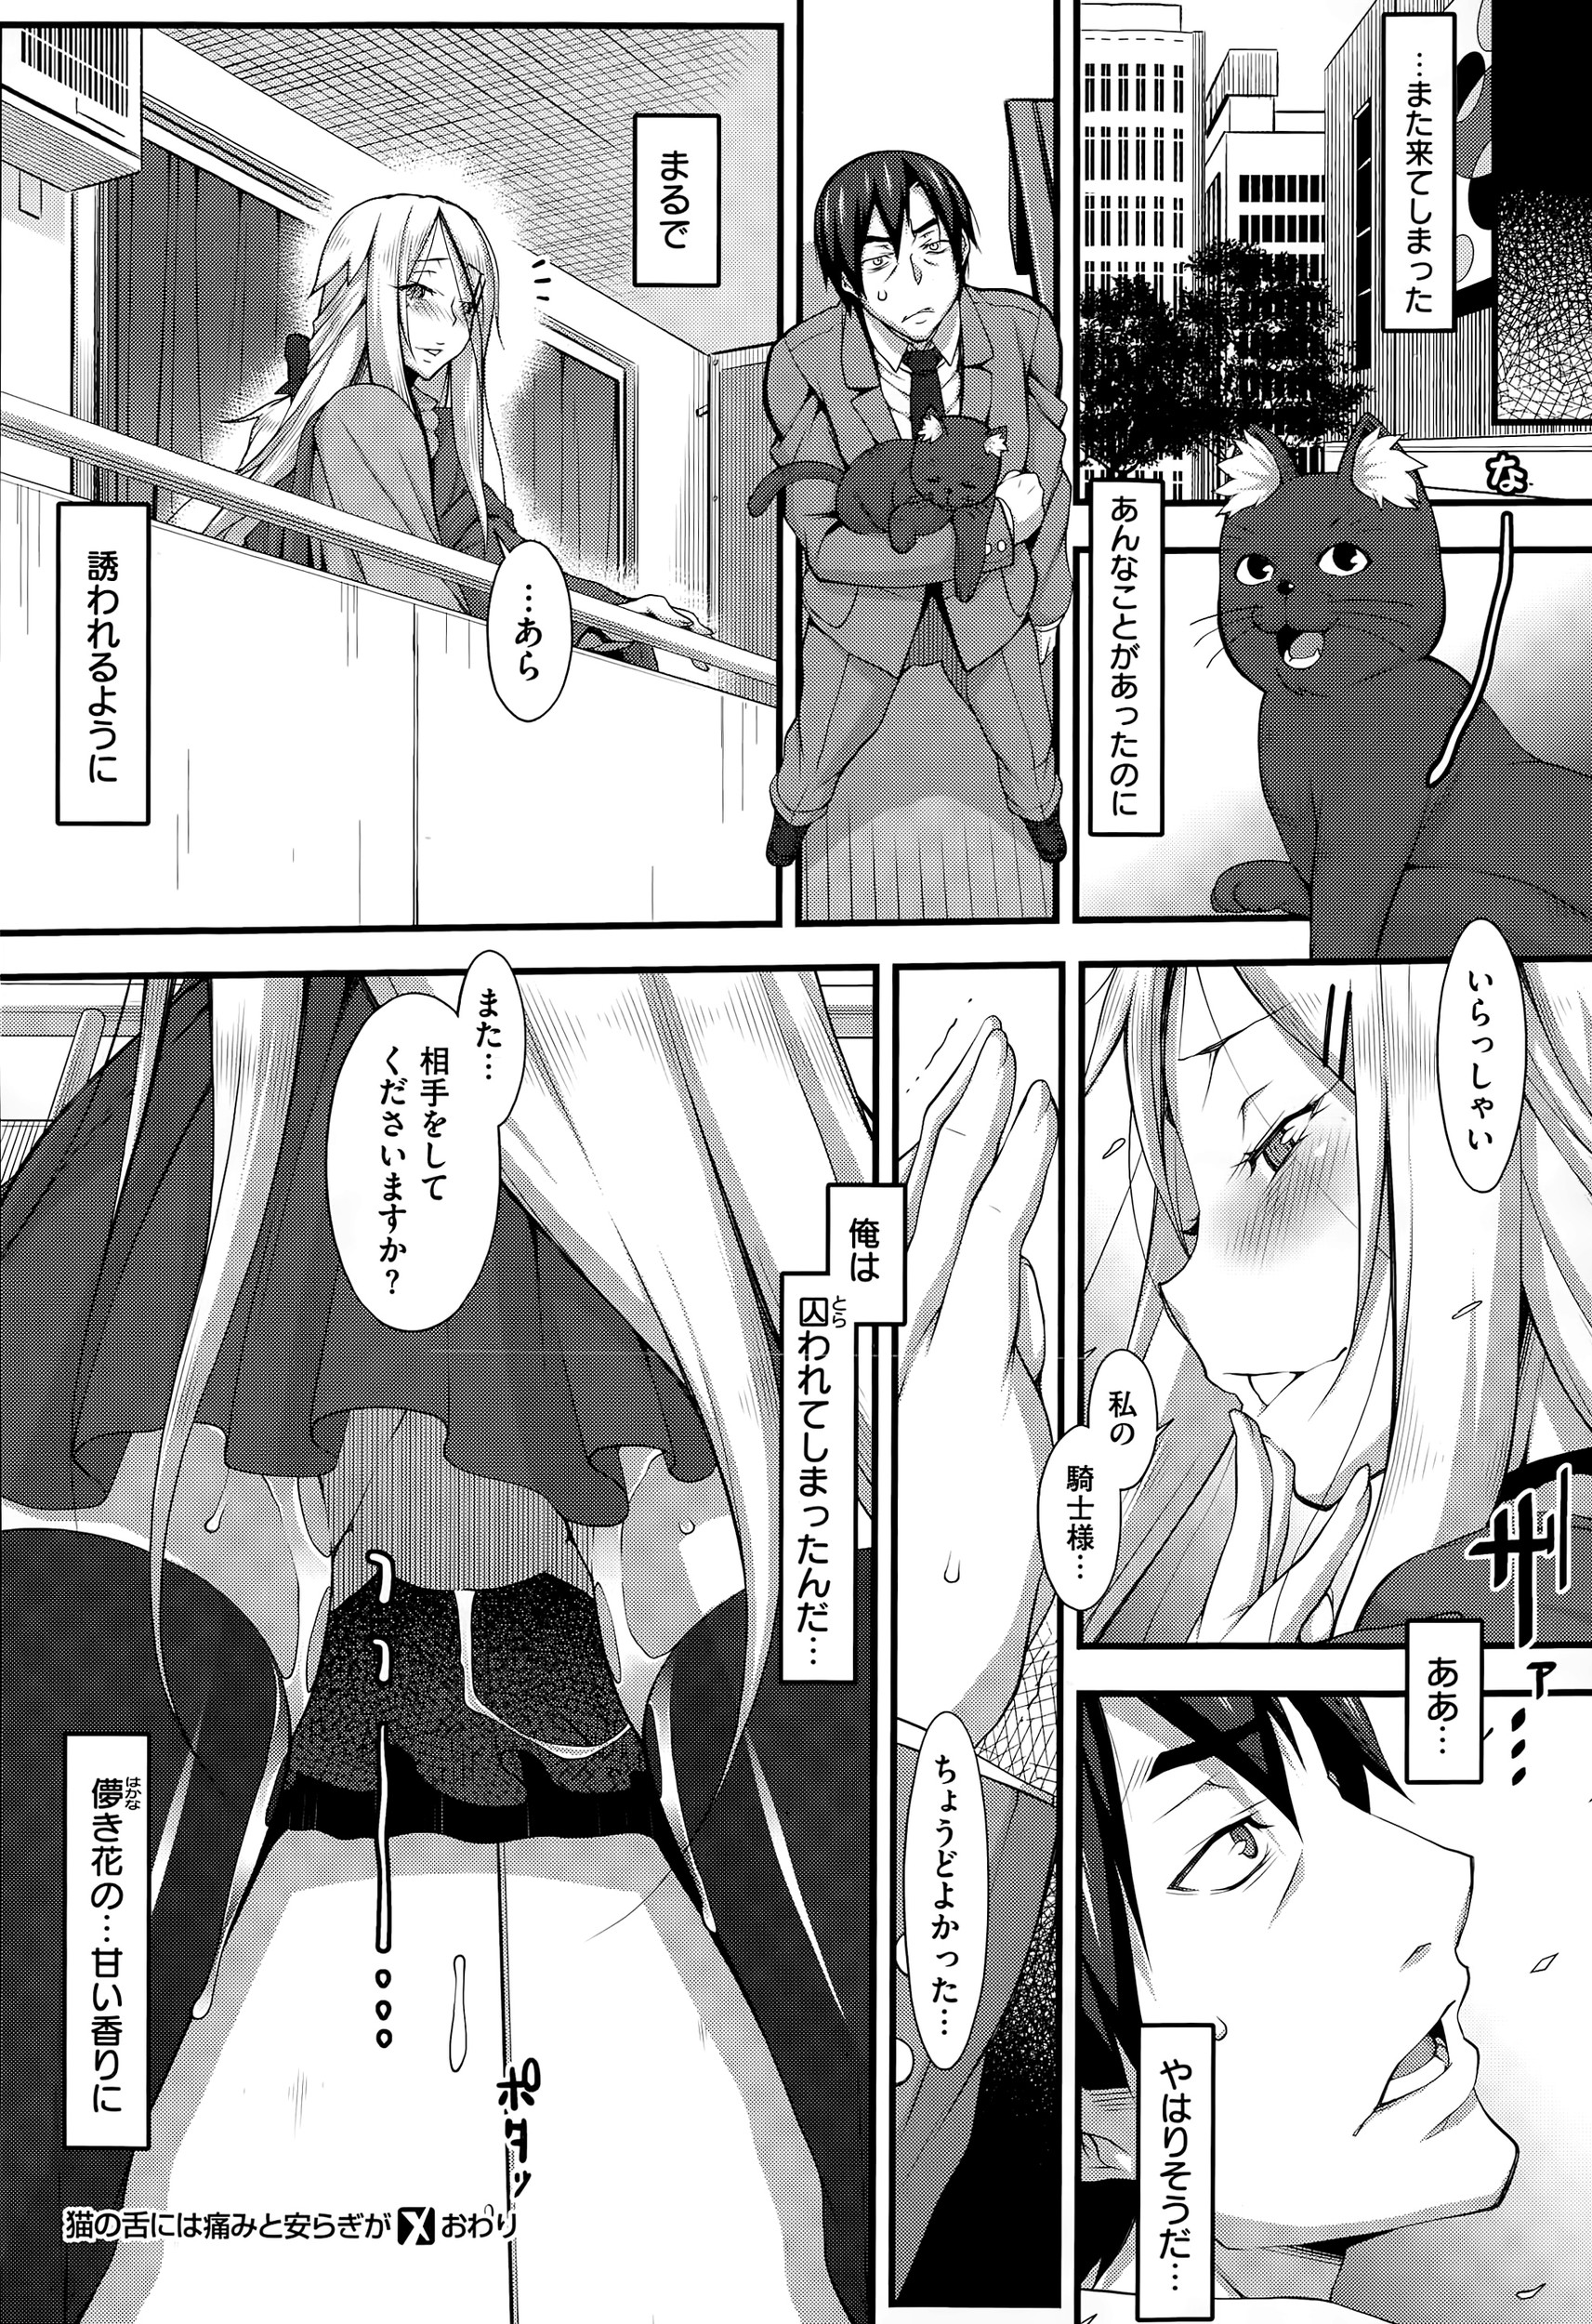 …また来てしまった
な
あんなことがあったのに
まるで
…あら
誘われるように
いらっしゃい
私の
騎士様…
ザァ…
ああ…
やはりそうだ…
ちょうどよかった…
俺は
囚われてしまったんだ…
とら
また…
相手をして
くださいますか?
儚き花の…甘い香りに
はかな
ポタッ
猫の舌には痛みと安らぎが X おわり